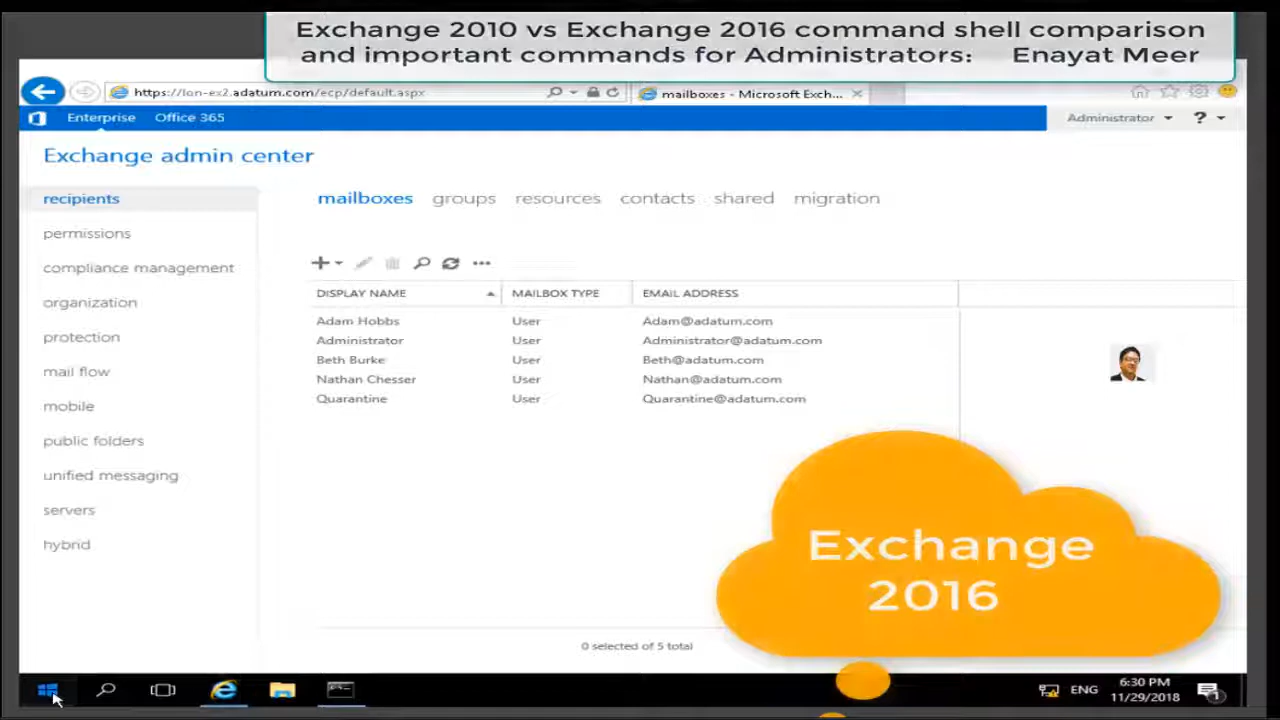 Exchange 2010 vs Exchange 2016 command shell comparison
and important commands for Administrators: Enayat Meer
https://lon-ex2.adatum.com/ecp/default.aspx
mailboxes - Microsoft Exch...
Enterprise Office 365
Administrator ?
Exchange admin center
recipients
permissions
compliance management
organization
protection
mail flow
mobile
public folders
unified messaging
servers
hybrid
mailboxes groups resources contacts shared migration
DISPLAY NAME MAILBOX TYPE EMAIL ADDRESS
Adam Hobbs User Adam@adatum.com
Administrator User Administrator@adatum.com
Beth Burke User Beth@adatum.com
Nathan Chesser User Nathan@adatum.com
Quarantine User Quarantine@adatum.com
0 selected of 5 total
Exchange
2016
ENG
6:30 PM
11/29/2018
1